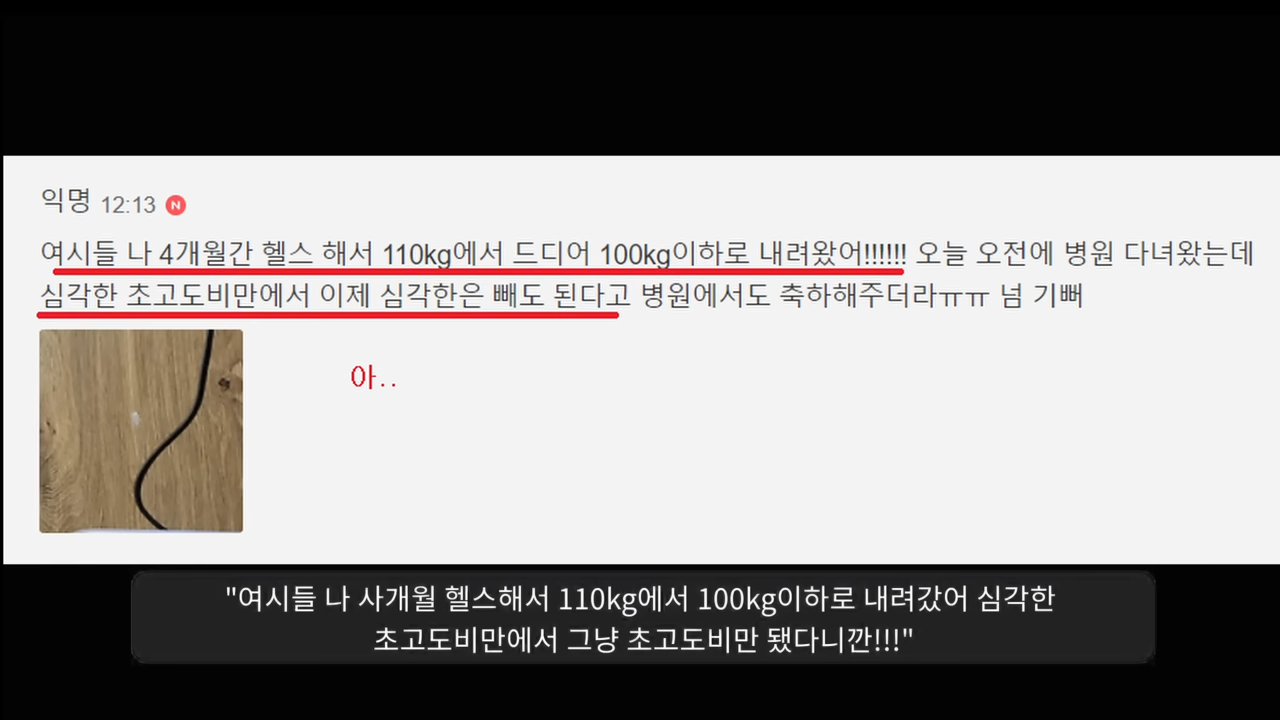 익명 12:13 N
여시들 나 4개월간 헬스 해서 110kg에서 드디어 100kg이하로 내려왔어!!!!!! 오늘 오전에 병원 다녀왔는데
심각한 초고도비만에서 이제 심각한은 빼도 된다고 병원에서도 축하해주더라ㅠㅠ 넘 기뻐
아..
"여시들 나 사개월 헬스해서 110kg에서 100kg이하로 내려갔어 심각한
초고도비만에서 그냥 초고도비만 됐다니깐!!!"